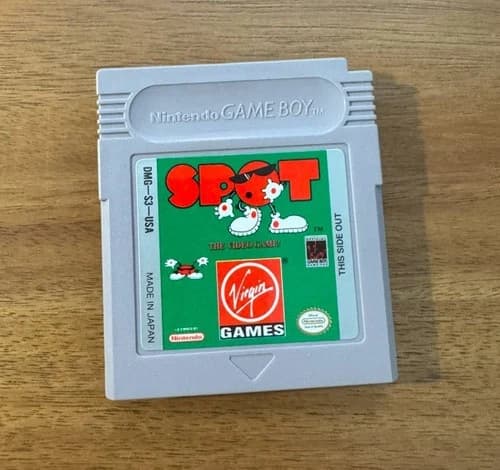 Nintendo GAME BOY TM
DMG-S3-USA
SPOT
TM
THE VIDEO GAME!
THIS SIDE OUT
MADE IN JAPAN
Virgin
®
GAMES
Nintendo